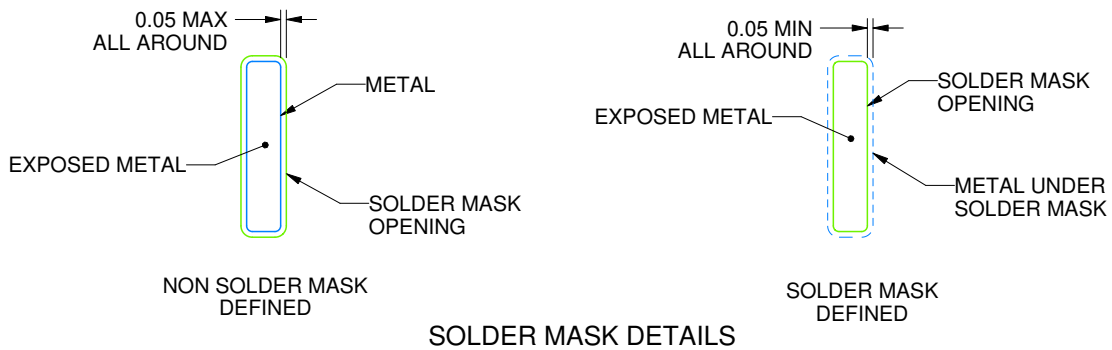 0.05 MAX
ALL AROUND
METAL
EXPOSED METAL
SOLDER MASK
OPENING
NON SOLDER MASK
DEFINED
0.05 MIN
ALL AROUND
SOLDER MASK
OPENING
EXPOSED METAL
METAL UNDER
SOLDER MASK
SOLDER MASK
DEFINED
SOLDER MASK DETAILS